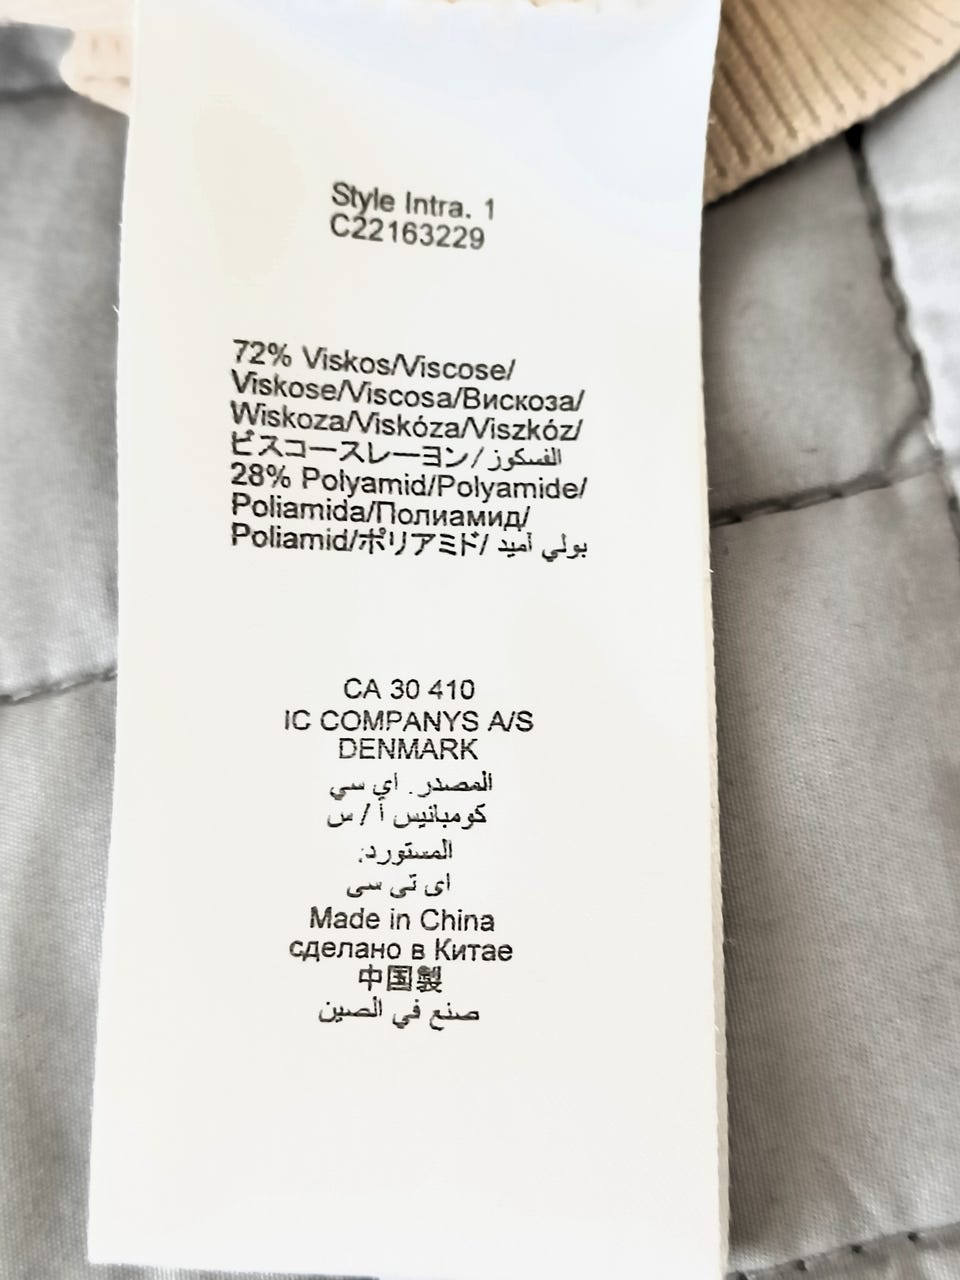 Style Intra. 1
C22163229
72% Viskos/Viscose/
Viskose/Viscosa/Вискоза/
Wiskoza/Viskóza/Viszkóz/
ビスコースレーヨン/ الفسكوز
28% Polyamid/Polyamide/
Poliamida/Полиамид/
Poliamid/ポリアミド/ بولي أميد
CA 30 410
IC COMPANYS A/S
DENMARK
المصدر. اي سي
كومبانيس أ / س
المستورد:
اى تى سى
Made in China
сделано в Китае
中国製
صنع في الصين